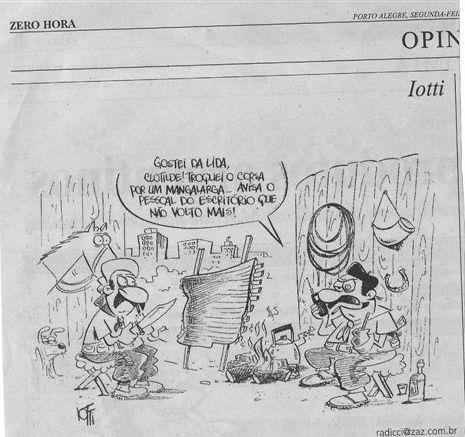 ZERO HORA
PORTO ALEGRE, SEGUNDA-FEI
OPIN
Iotti
GOSTEI DA LIDA,
CLOTILDE! TROQUEI O CORSA
POR UM MANGALARGA... AVISA O
PESSOAL DO ESCRITÓRIO QUE
NÃO VOLTO MAIS!
IOTTI
radicci@zaz.com.br